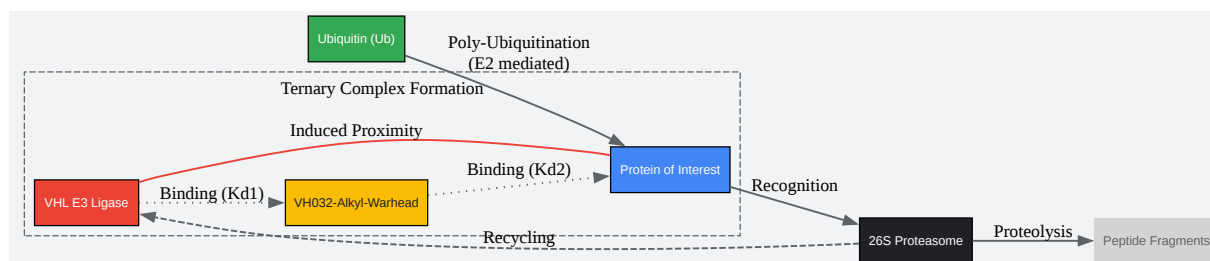 Ubiquitin (Ub)
Poly-Ubiquitination
(E2 mediated)
Ternary Complex Formation
Induced Proximity
Binding (Kd2)
Protein of Interest
VHL E3 Ligase
Binding (Kd1)
VH032-Alkyl-Warhead
Recognition
Recycling
26S Proteasome
Proteolysis
Peptide Fragments